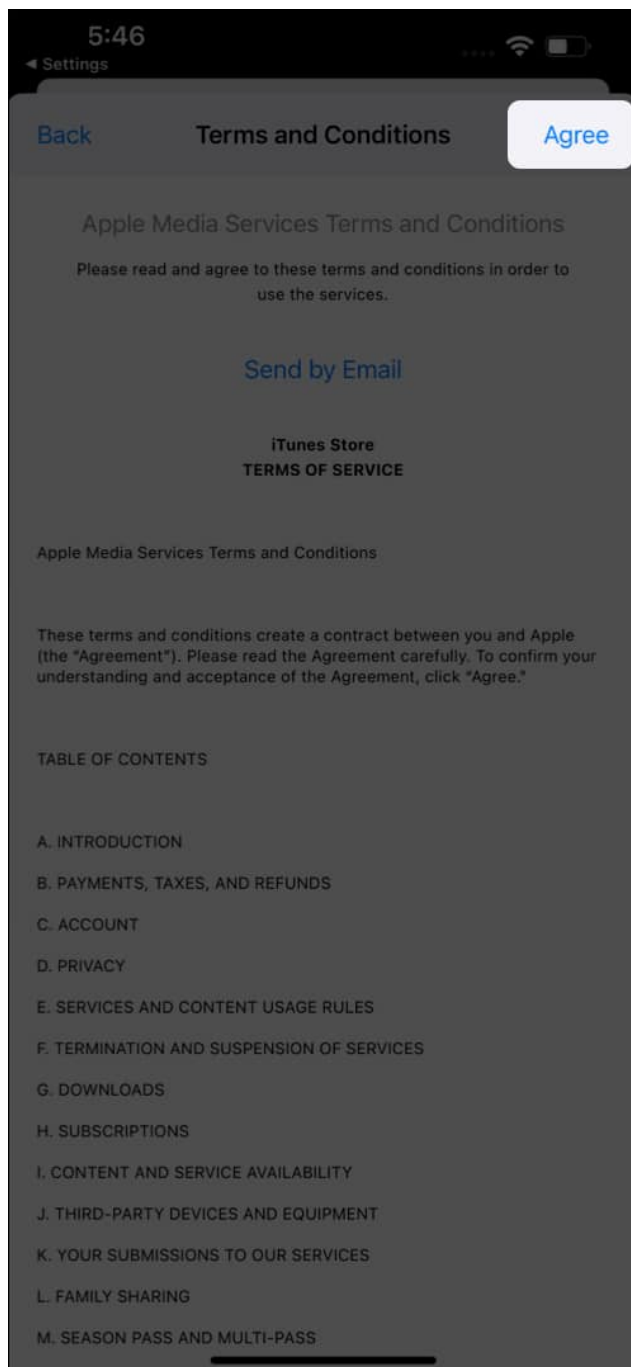 5:46
◀ Settings
Back Terms and Conditions Agree
Apple Media Services Terms and Conditions
Please read and agree to these terms and conditions in order to
use the services.
Send by Email
iTunes Store
TERMS OF SERVICE
Apple Media Services Terms and Conditions
These terms and conditions create a contract between you and Apple
(the “Agreement”). Please read the Agreement carefully. To confirm your
understanding and acceptance of the Agreement, click “Agree.”
TABLE OF CONTENTS
A. INTRODUCTION
B. PAYMENTS, TAXES, AND REFUNDS
C. ACCOUNT
D. PRIVACY
E. SERVICES AND CONTENT USAGE RULES
F. TERMINATION AND SUSPENSION OF SERVICES
G. DOWNLOADS
H. SUBSCRIPTIONS
I. CONTENT AND SERVICE AVAILABILITY
J. THIRD-PARTY DEVICES AND EQUIPMENT
K. YOUR SUBMISSIONS TO OUR SERVICES
L. FAMILY SHARING
M. SEASON PASS AND MULTI-PASS